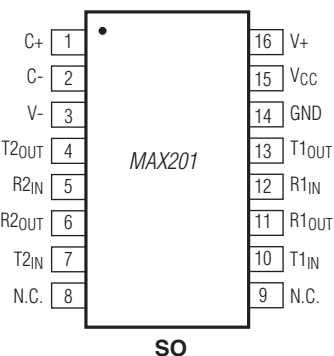 C+ 1 16 V+
C- 2 15 VCC
V- 3 14 GND
T2OUT 4 MAX201 13 T1OUT
R2IN 5 12 R1IN
R2OUT 6 11 R1OUT
T2IN 7 10 T1IN
N.C. 8 9 N.C.
SO